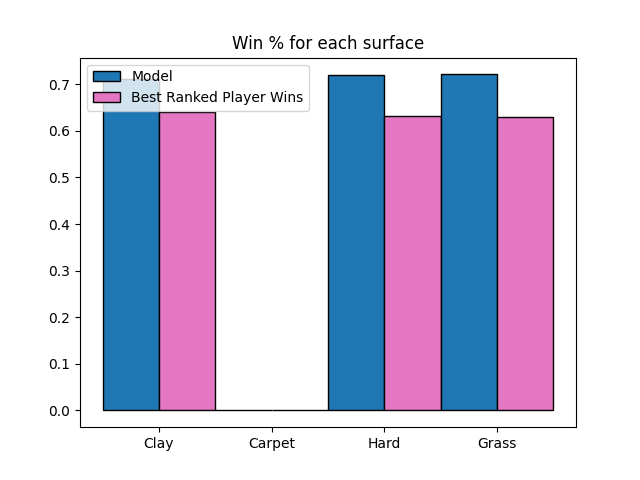 Win % for each surface
Model
Best Ranked Player Wins
0.7
0.6
0.5
0.4
0.3
0.2
0.1
0.0
Clay Carpet Hard Grass